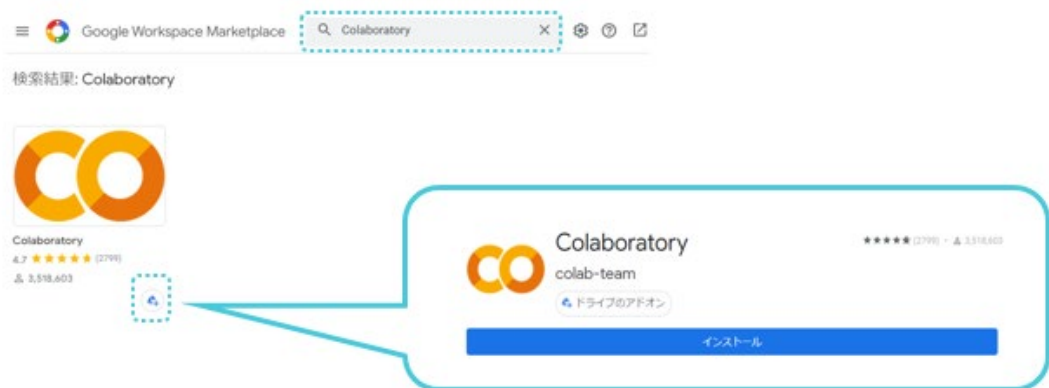 Google Workspace Marketplace
Colaboratory
検索結果: Colaboratory
Colaboratory
4.7 ★★★★★ (2799)
3,518,603
Colaboratory
★★★★★ (2799) • 3,518,603
colab-team
ドライブのアドオン
インストール